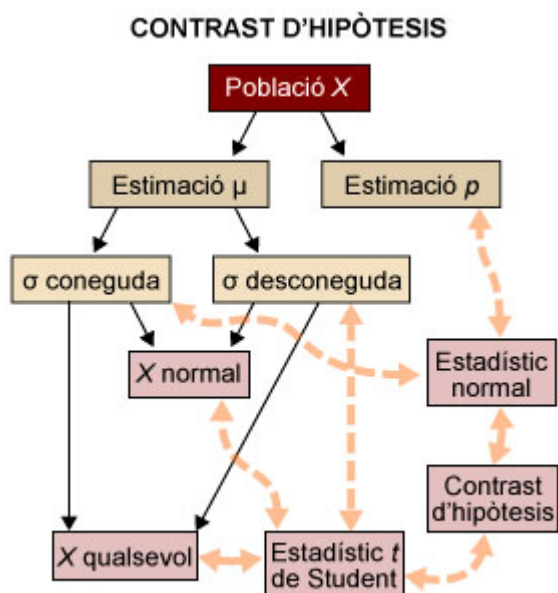 CONTRAST D'HIPÒTESIS
Població X
Estimació μ
Estimació p
σ coneguda
σ desconeguda
X normal
Estadístic
normal
Contrast
d'hipòtesis
X qualsevol
Estadístic t
de Student